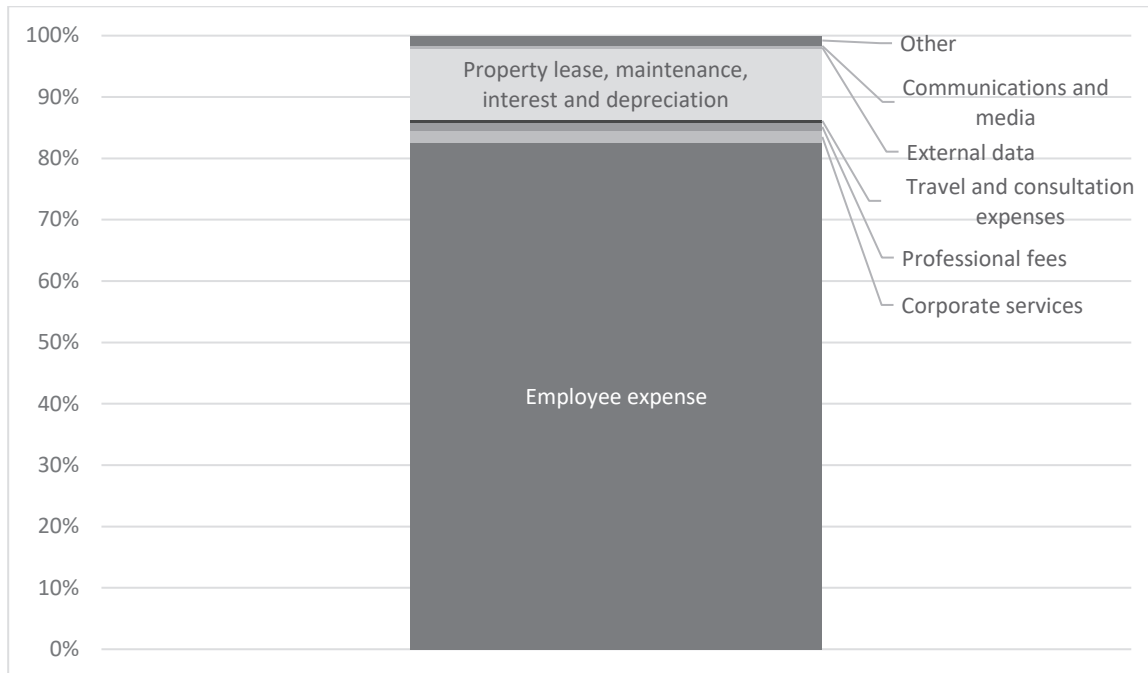 100%
90%
80%
70%
60%
50%
40%
30%
20%
10%
0%
Property lease, maintenance,
interest and depreciation
Employee expense
Other
Communications and
media
External data
Travel and consultation
expenses
Professional fees
Corporate services